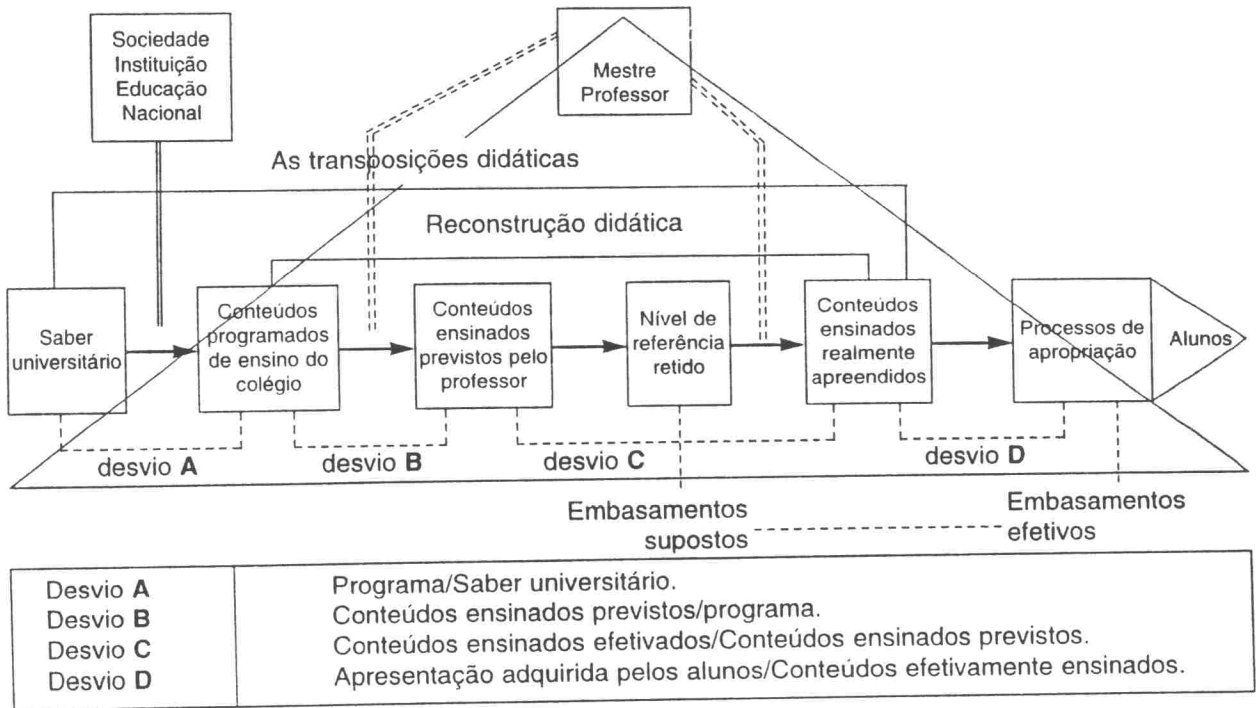 Sociedade
Instituição
Educação
Nacional
Mestre
Professor
As transposições didáticas
Reconstrução didática
Saber
universitário
Conteúdos
programados
de ensino do
colégio
Conteúdos
ensinados
previstos pelo
professor
Nível de
referência
retido
Conteúdos
ensinados
realmente
apreendidos
Processos de
apropriação
Alunos
desvio A
desvio B
desvio C
desvio D
Embasamentos
supostos
Embasamentos
efetivos
Desvio A Programa/Saber universitário.
Desvio B Conteúdos ensinados previstos/programa.
Desvio C Conteúdos ensinados efetivados/Conteúdos ensinados previstos.
Desvio D Apresentação adquirida pelos alunos/Conteúdos efetivamente ensinados.